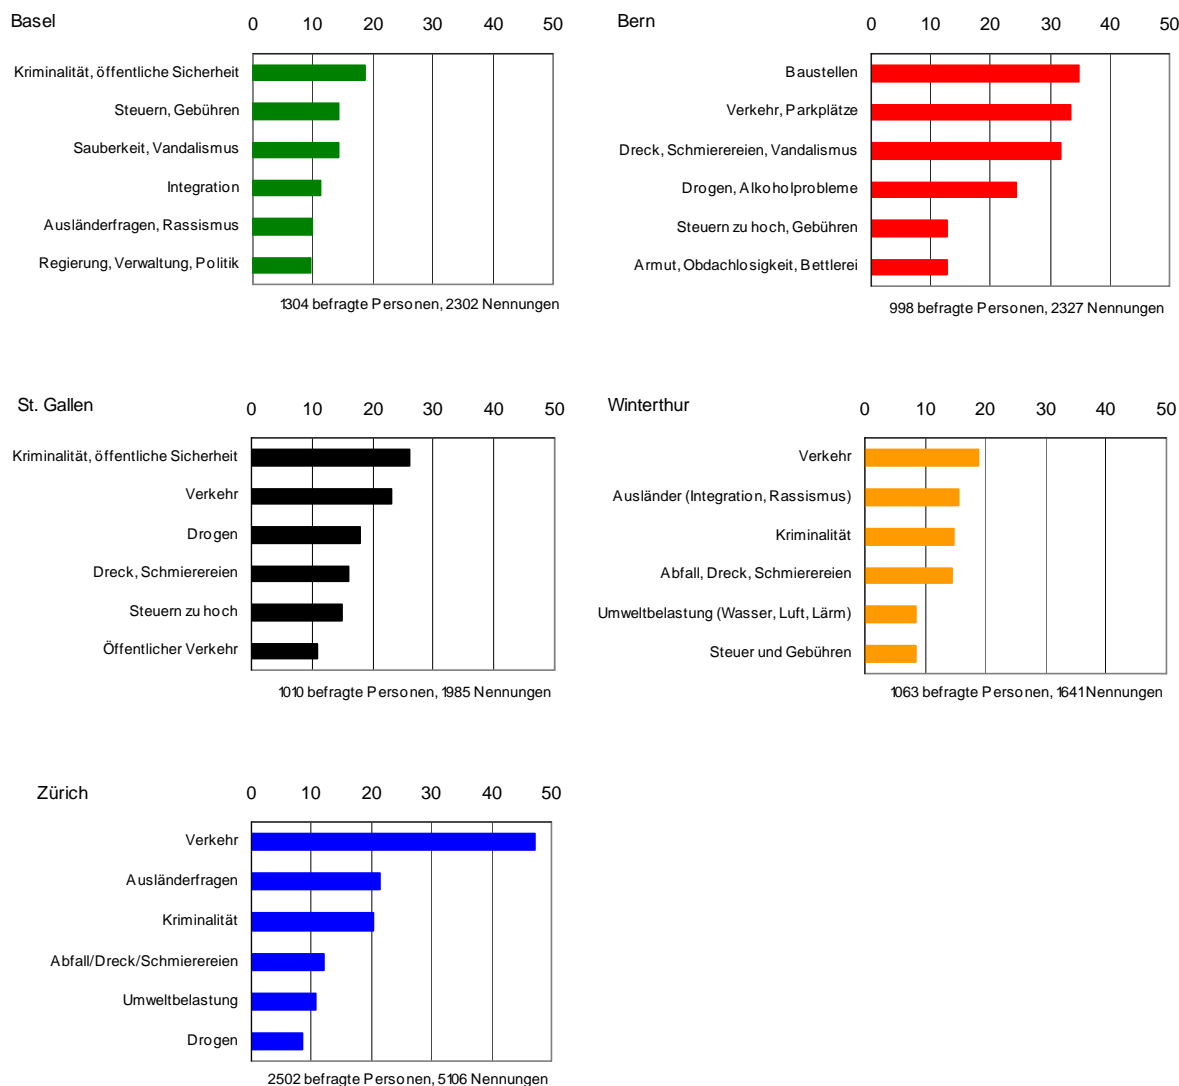 Basel
0 10 20 30 40 50
Kriminalität, öffentliche Sicherheit
Steuern, Gebühren
Sauberkeit, Vandalismus
Integration
Ausländerfragen, Rassismus
Regierung, Verwaltung, Politik
1304 befragte Personen, 2302 Nennungen
Bern
0 10 20 30 40 50
Baustellen
Verkehr, Parkplätze
Dreck, Schmierereien, Vandalismus
Drogen, Alkoholprobleme
Steuern zu hoch, Gebühren
Armut, Obdachlosigkeit, Bettlerei
998 befragte Personen, 2327 Nennungen
St. Gallen
0 10 20 30 40 50
Kriminalität, öffentliche Sicherheit
Verkehr
Drogen
Dreck, Schmierereien
Steuern zu hoch
Öffentlicher Verkehr
1010 befragte Personen, 1985 Nennungen
Winterthur
0 10 20 30 40 50
Verkehr
Ausländer (Integration, Rassismus)
Kriminalität
Abfall, Dreck, Schmierereien
Umweltbelastung (Wasser, Luft, Lärm)
Steuer und Gebühren
1063 befragte Personen, 1641 Nennungen
Zürich
0 10 20 30 40 50
Verkehr
Ausländerfragen
Kriminalität
Abfall/Dreck/Schmierereien
Umweltbelastung
Drogen
2502 befragte Personen, 5106 Nennungen